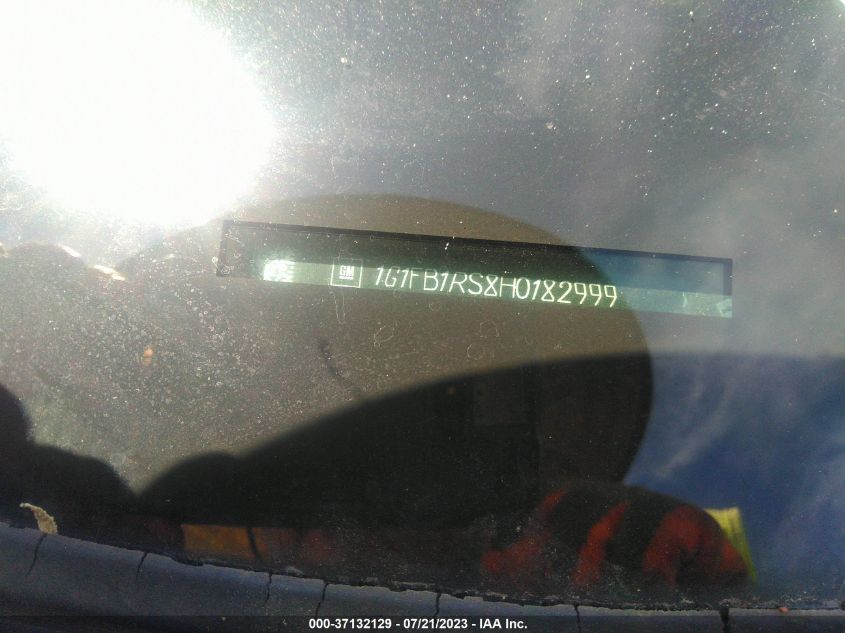 GM 1G1FB1RS8H0182999
000-37132129 - 07/21/2023 - IAA Inc.